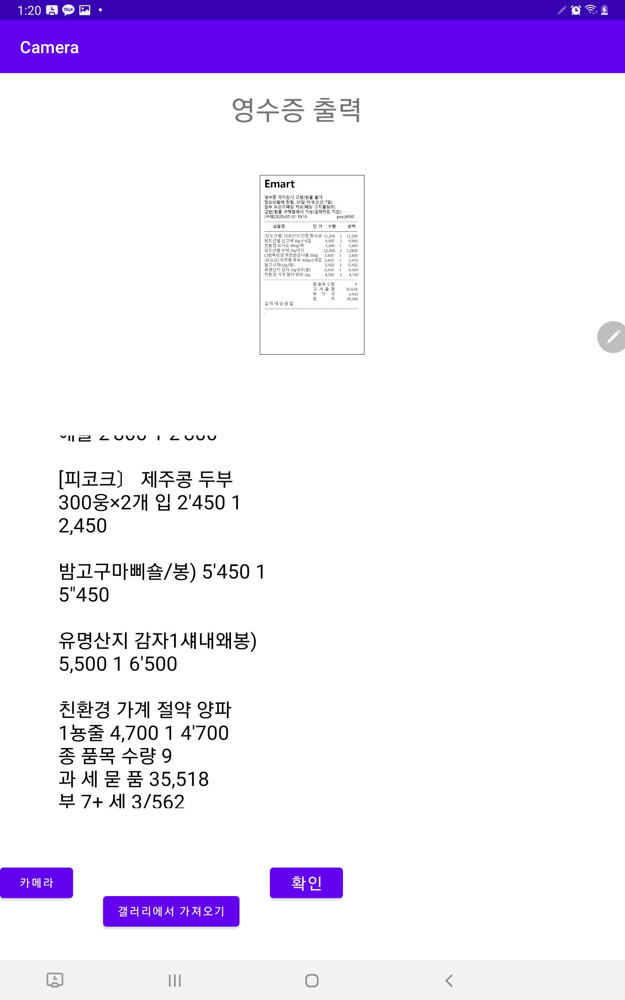 1:20
TALK
Camera
영수증 출력
Emart
영수증 미지참시 교환/환불 불가
정상상품에 한함, 30일 이내(신선 7일)
일부 브랜드매장 제외(매장 고지물참조)
교환/환불 구매점에서 가능(결제카드 지참)
[구매]2020-07-31 19:10 pos:;8550
상품명 단 가 수량 금액
[당도선별] 대표산지 안동 햇사과 11,200 1 11,200
당도선별 신고배 3kg 4~6입 9,900 1 9,900
친환경 토마토 900g/팩 5,400 1 5,400
당도선별 수박 7kg미만 12,800 1 1,2800
CJ행복한콩 깨끗한콩나물 380g 2,800 1 2,800
[피코크] 제주콩 두부 300gx2개입 2,450 1 2,450
밤고구마(1kg/봉) 5,450 1 5,450
유명산지 감자 1kg내외(봉) 6,500 1 6,500
친환경 가계 절약 양파 1kg 4,700 1 4,700
종 품목 수량 9
과 세 물 품 35,618
부 가 세 3,562
합 계 39,180
결 제 대 상 금 액
[피코크] 제주콩 두부
300웅×2개 입 2'450 1
2,450
밤고구마삐숄/봉) 5'450 1
5"450
유명산지 감자1섀내왜봉)
5,500 1 6'500
친환경 가계 절약 양파
1뇽줄 4,700 1 4'700
종 품목 수량 9
과 세 묻 품 35,518
부 7+ 세 3/562
카메라
확인
갤러리에서 가져오기